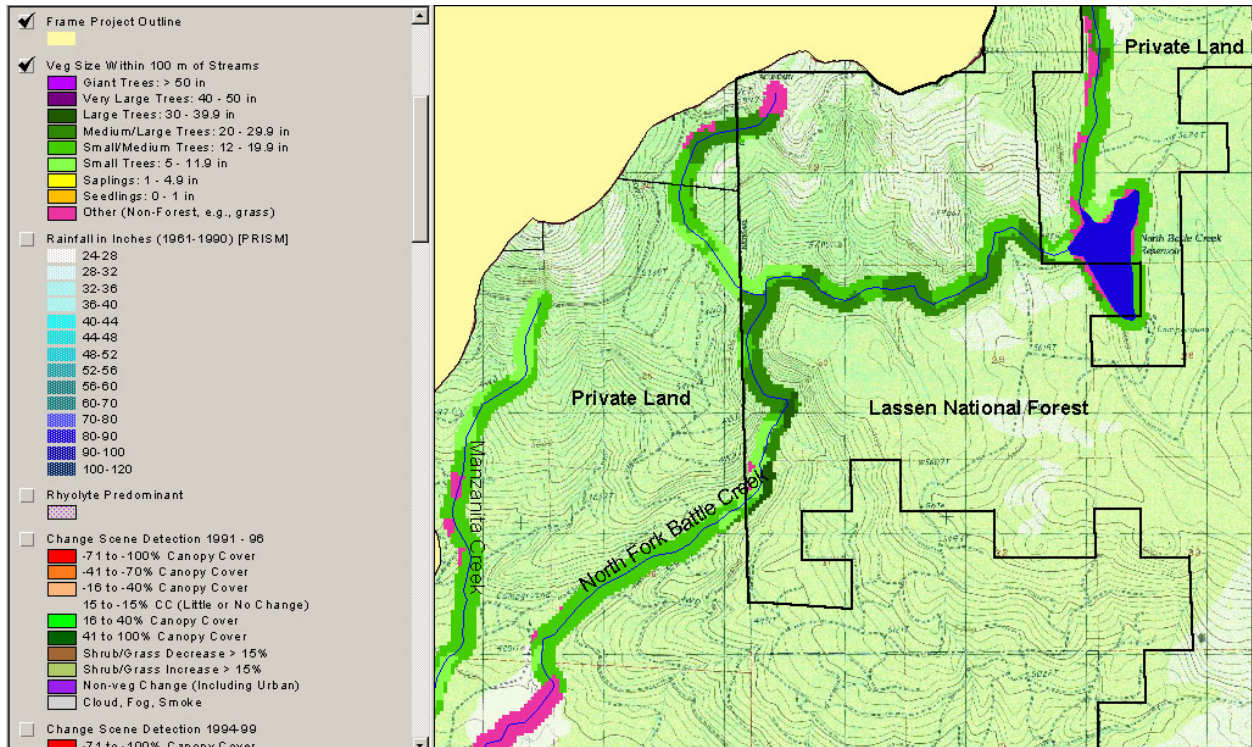 Frame Project Outline
Veg Size Within 100 m of Streams
Giant Trees: > 50 in
Very Large Trees: 40 - 50 in
Large Trees: 30 - 39.9 in
Medium/Large Trees: 20 - 29.9 in
Small/Medium Trees: 12 - 19.9 in
Small Trees: 5 - 11.9 in
Saplings: 1 - 4.9 in
Seedlings: 0 - 1 in
Other (Non-Forest, e.g., grass)
Rainfall in Inches (1961-1990) [PRISM]
24-28
28-32
32-36
36-40
40-44
44-48
48-52
52-56
56-60
60-70
70-80
80-90
90-100
100-120
Rhyolyte Predominant
Change Scene Detection 1991 - 96
-71 to -100% Canopy Cover
-41 to -70% Canopy Cover
-16 to -40% Canopy Cover
15 to -15% CC (Little or No Change)
16 to 40% Canopy Cover
41 to 100% Canopy Cover
Shrub/Grass Decrease > 15%
Shrub/Grass Increase > 15%
Non-veg Change (Including Urban)
Cloud, Fog, Smoke
Change Scene Detection 1994-99
-71 to -100% Canopy Cover
Private Land
North Battle Creek
Reservoir
Campground
Private Land
Lassen National Forest
Manzanita Creek
North Fork Battle Creek